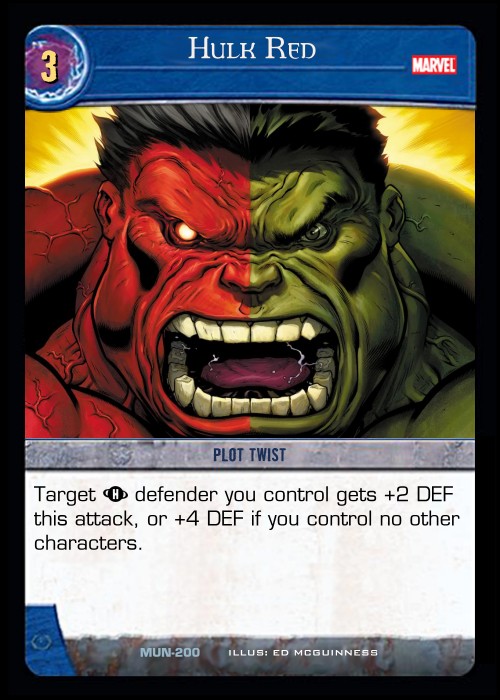 3
Hulk Red
MARVEL
PLOT TWIST
Target H defender you control gets +2 DEF
this attack, or +4 DEF if you control no other
characters.
MUN-200 ILLUS: ED MCGUINNESS